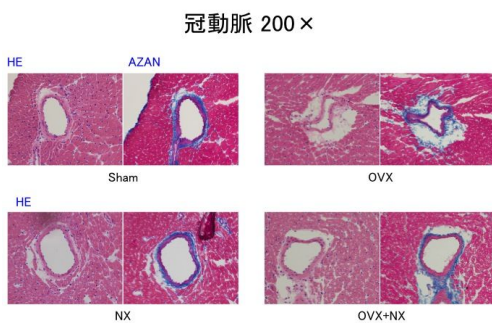 冠動脈 200×
HE AZAN
Sham OVX
HE
NX OVX+NX